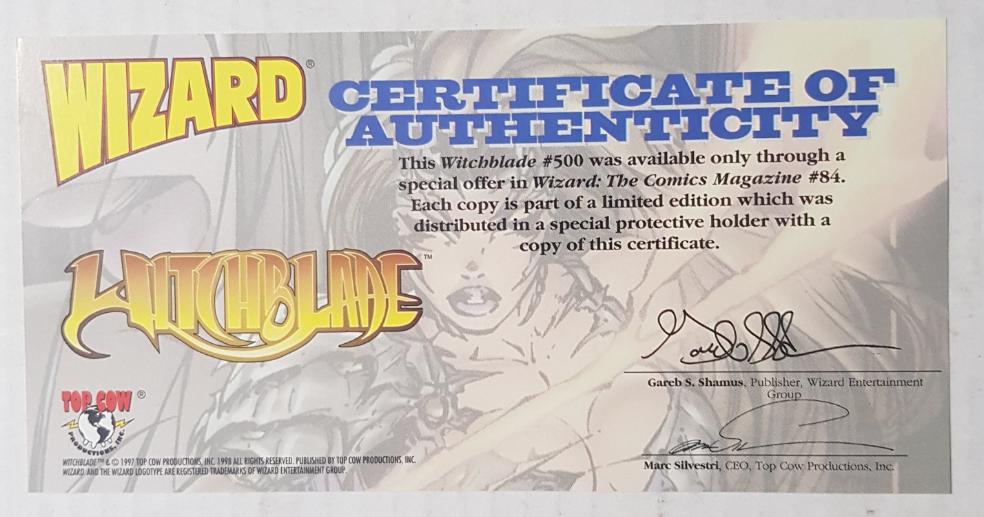 WIZARD®
CERTIFICATE OF
AUTHENTICITY
This Witchblade #500 was available only through a
special offer in Wizard: The Comics Magazine #84.
Each copy is part of a limited edition which was
distributed in a special protective holder with a
copy of this certificate.
WITCHBLADE™
Gareb S. Shamus, Publisher, Wizard Entertainment
Group
Marc Silvestri, CEO, Top Cow Productions, Inc.
TOP COW®
PRODUCTIONS, INC.
WITCHBLADE™ & © 1997 TOP COW PRODUCTIONS, INC. 1998 ALL RIGHTS RESERVED. PUBLISHED BY TOP COW PRODUCTIONS, INC.
WIZARD AND THE WIZARD LOGOTYPE ARE REGISTERED TRADEMARKS OF WIZARD ENTERTAINMENT GROUP.